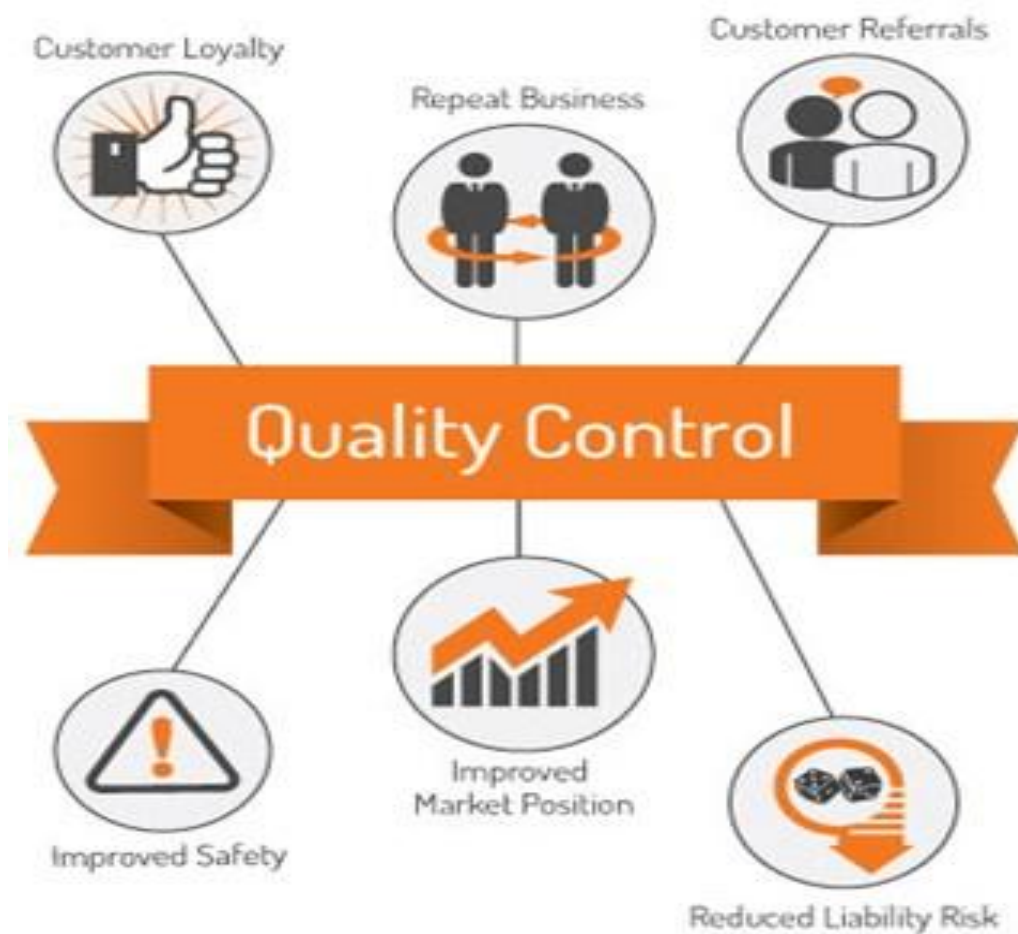 Customer Loyalty
Repeat Business
Customer Referrals
Quality Control
Improved Safety
Improved
Market Position
Reduced Liability Risk